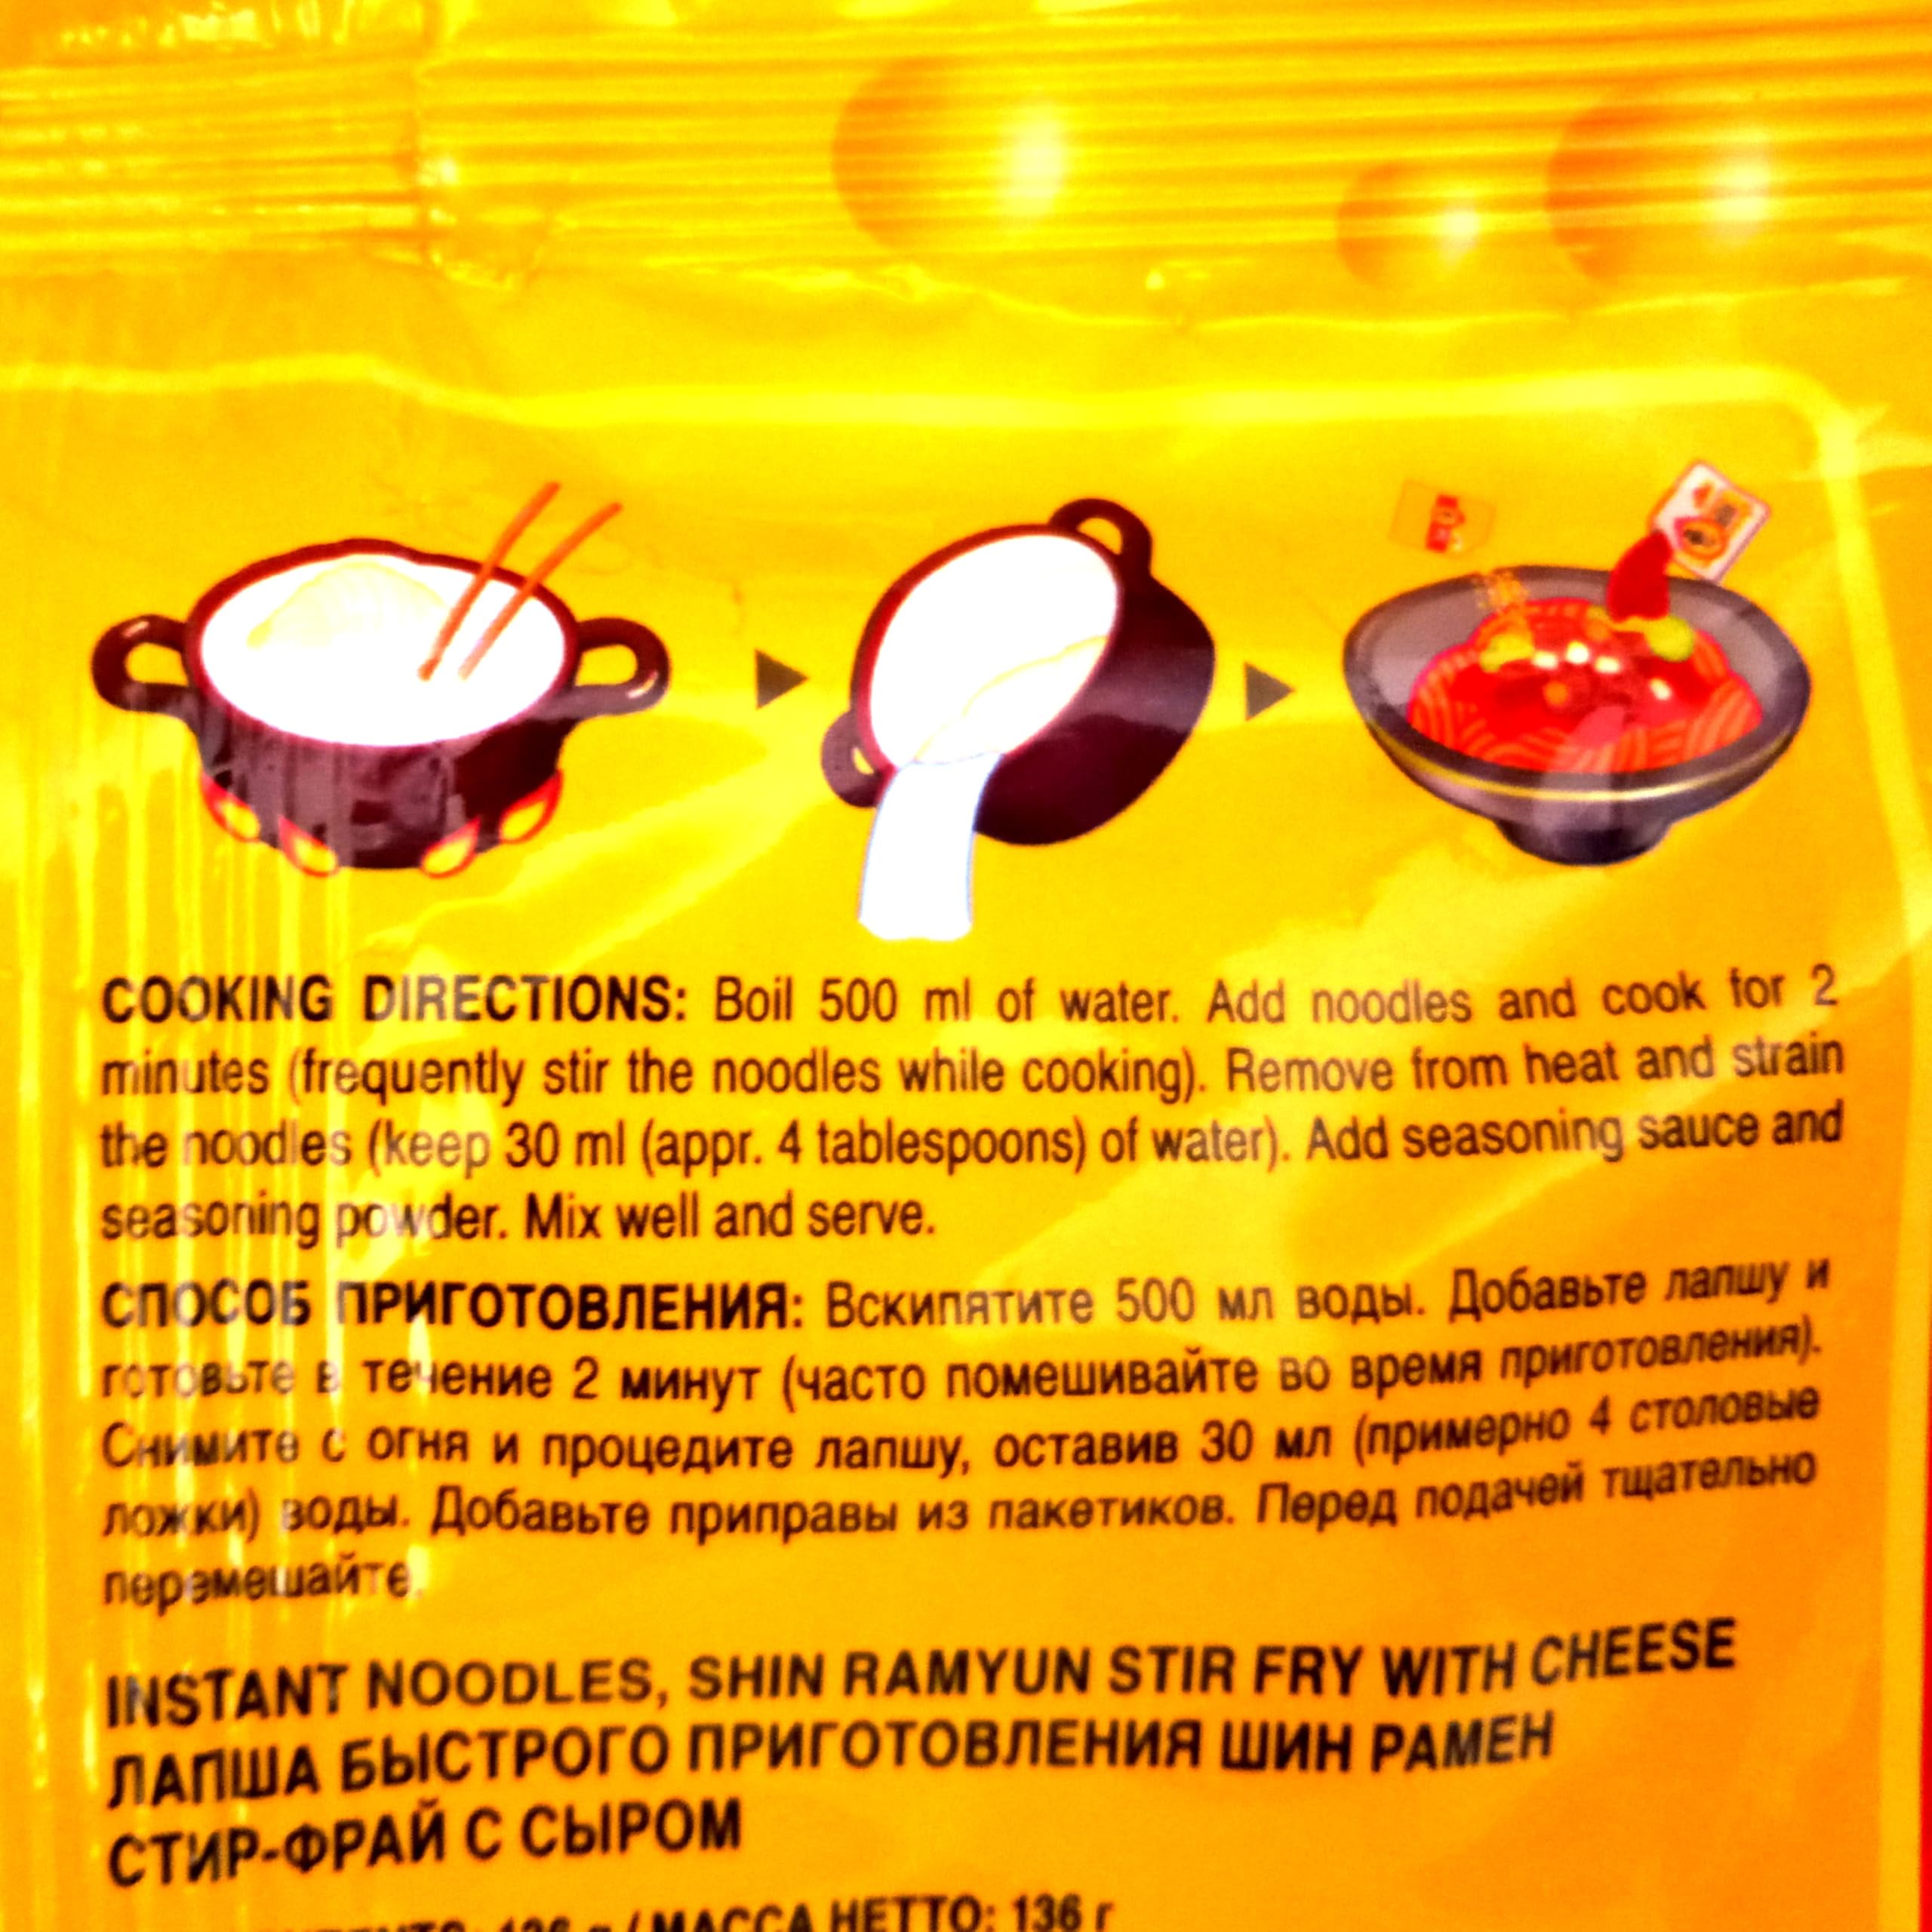 COOKING DIRECTIONS: Boil 500 ml of water. Add noodles and cook for 2
minutes (frequently stir the noodles while cooking). Remove from heat and strain
the noodles (keep 30 ml (appr. 4 tablespoons) of water). Add seasoning sauce and
seasoning powder. Mix well and serve.
СПОСОБ ПРИГОТОВЛЕНИЯ: Вскипятите 500 мл воды. Добавьте лапшу и
готовьте в течение 2 минут (часто помешивайте во время приготовления).
Снимите с огня и процедите лапшу, оставив 30 мл (примерно 4 столовые
ложки) воды. Добавьте приправы из пакетиков. Перед подачей тщательно
перемешайте.
INSTANT NOODLES, SHIN RAMYUN STIR FRY WITH CHEESE
ЛАПША БЫСТРОГО ПРИГОТОВЛЕНИЯ ШИН РАМЕН
СТИР-ФРАЙ С СЫРОМ
136 g / МАССА НЕТТО: 136 г